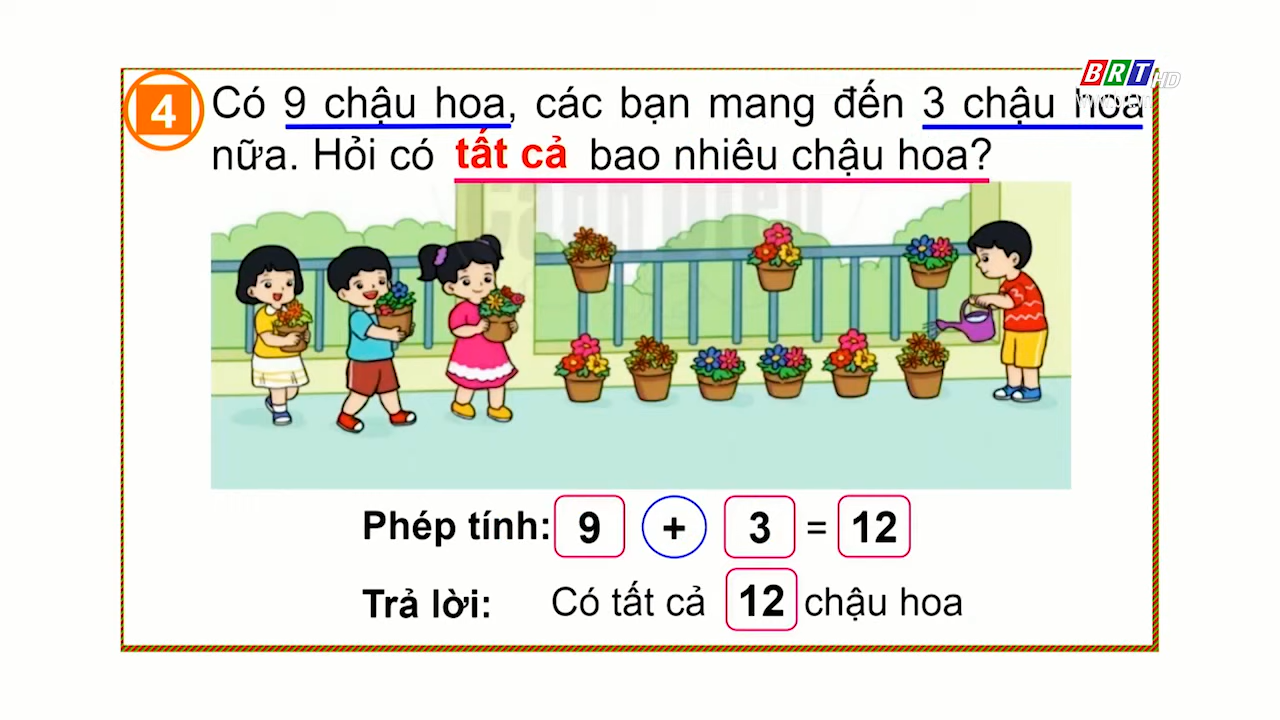 BRT HD
4
Có 9 chậu hoa, các bạn mang đến 3 chậu hoa
nữa. Hỏi có tất cả bao nhiêu chậu hoa?
Phép tính: 9 + 3 = 12
Trả lời: Có tất cả 12 chậu hoa